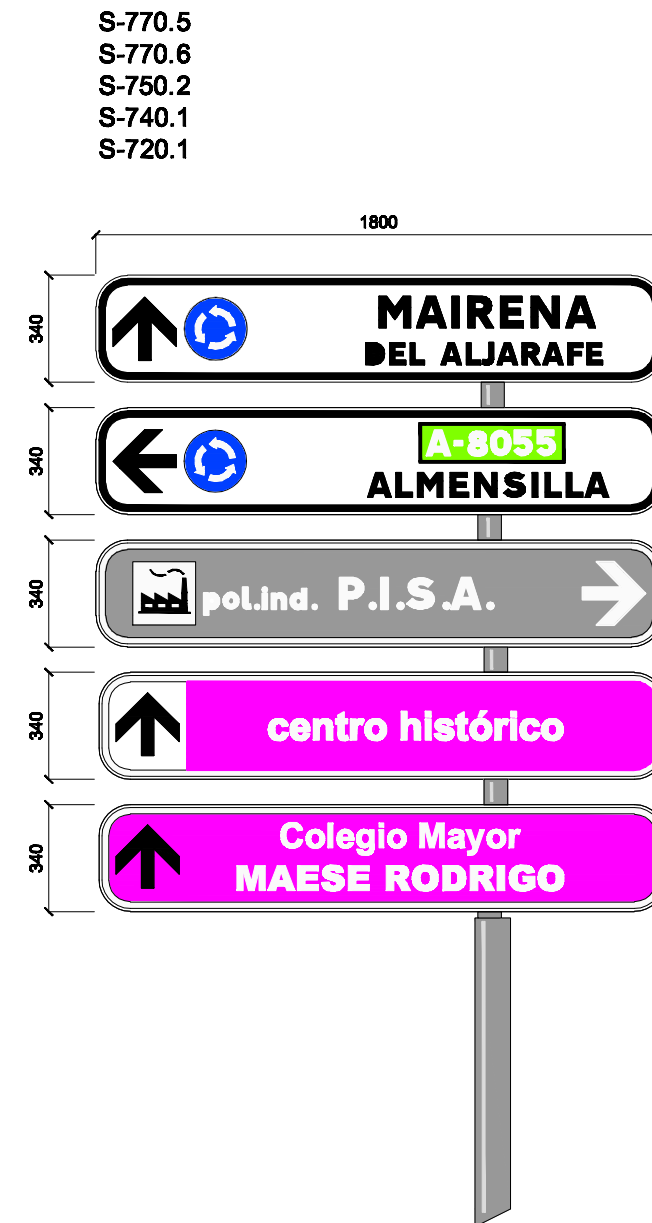 S-770.5
S-770.6
S-750.2
S-740.1
S-720.1
1800
340
MAIRENA
DEL ALJARAFE
340
A-8055
ALMENSILLA
340
pol.ind. P.I.S.A.
340
centro histórico
340
Colegio Mayor
MAESE RODRIGO